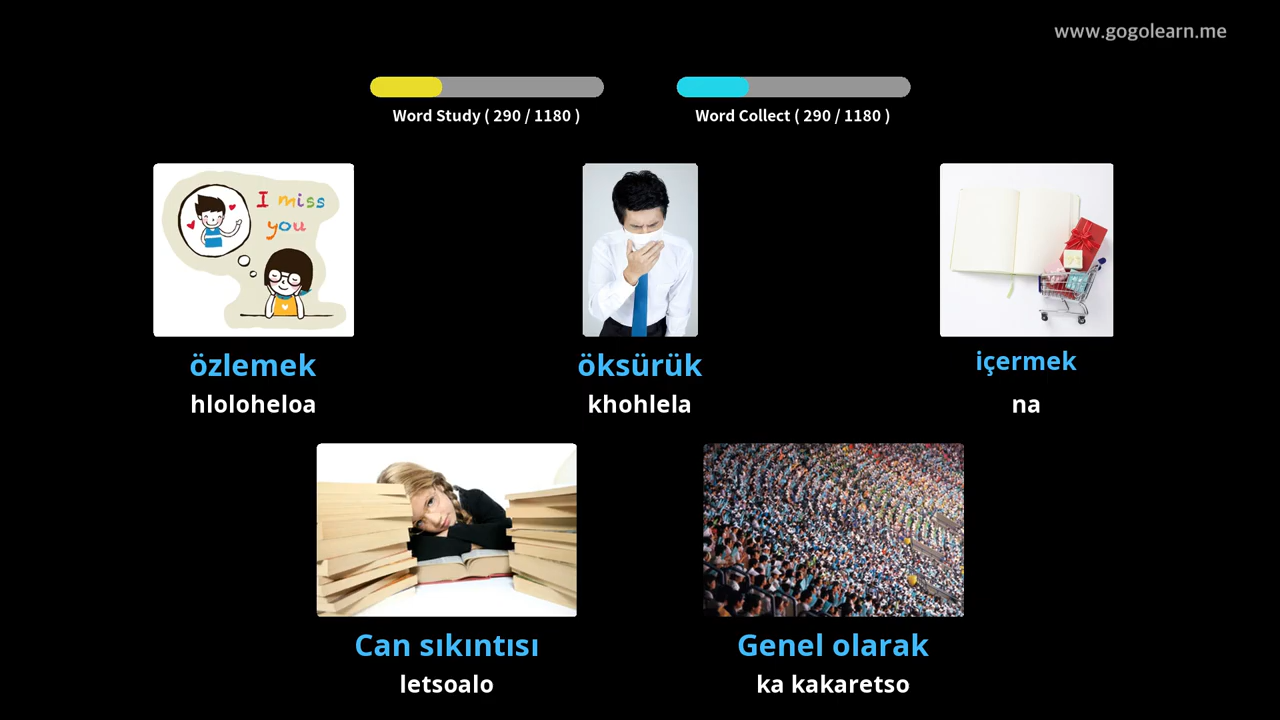 www.gogolearn.me
Word Study ( 290 / 1180 )
Word Collect ( 290 / 1180 )
I miss
you
özlemek
öksürük
içermek
hloloheloa
khohlela
na
Can sıkıntısı
Genel olarak
letsoalo
ka kakaretso